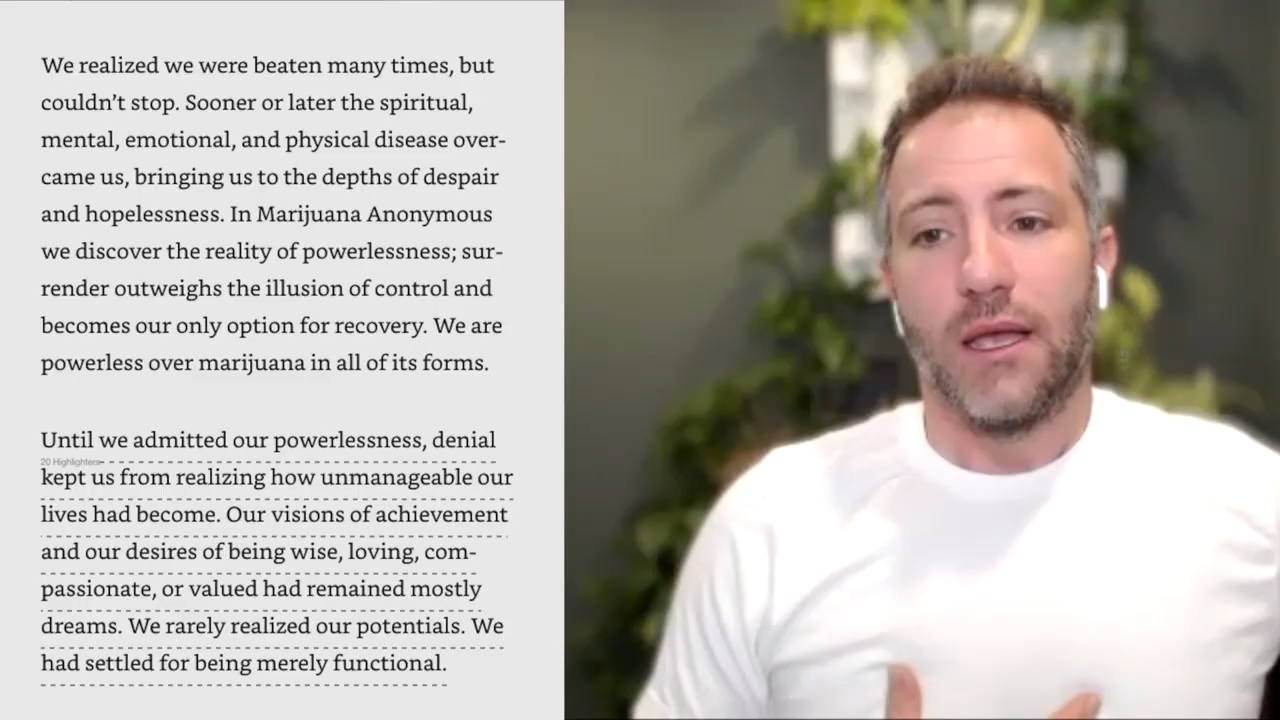 We realized we were beaten many times, but
couldn’t stop. Sooner or later the spiritual,
mental, emotional, and physical disease over-
came us, bringing us to the depths of despair
and hopelessness. In Marijuana Anonymous
we discover the reality of powerlessness; sur-
render outweighs the illusion of control and
becomes our only option for recovery. We are
powerless over marijuana in all of its forms.
Until we admitted our powerlessness, denial
20 Highlighters
kept us from realizing how unmanageable our
lives had become. Our visions of achievement
and our desires of being wise, loving, com-
passionate, or valued had remained mostly
dreams. We rarely realized our potentials. We
had settled for being merely functional.